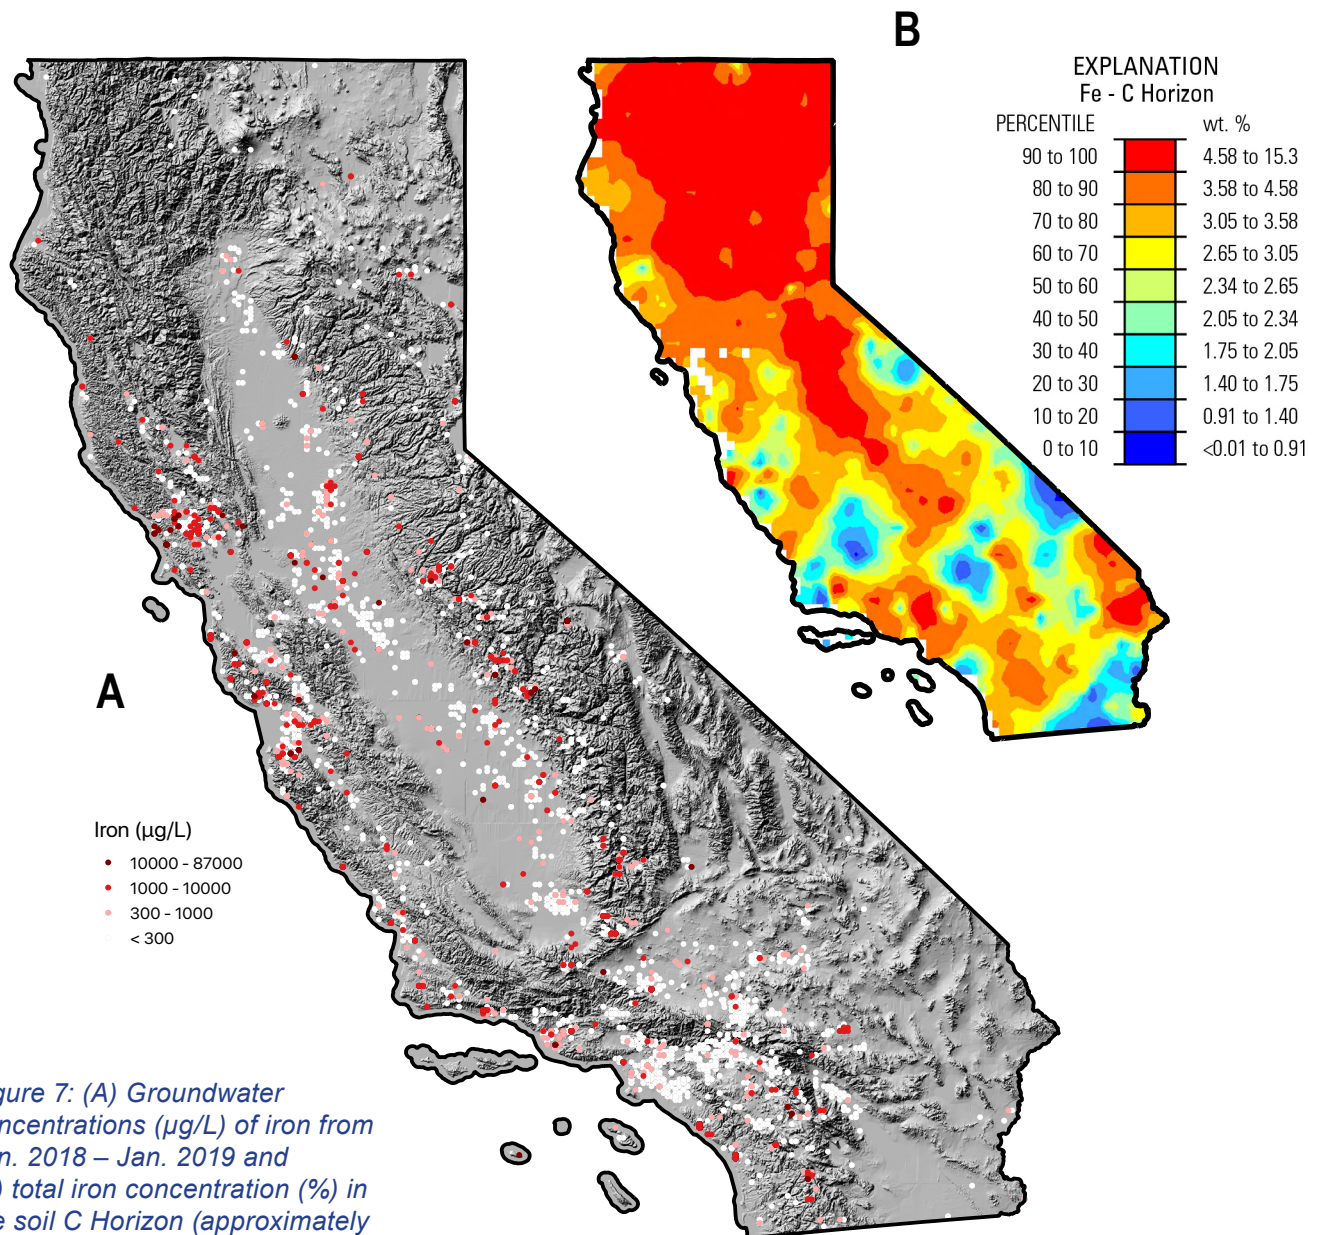 B
EXPLANATION
Fe - C Horizon
PERCENTILE wt. %
90 to 100 4.58 to 15.3
80 to 90 3.58 to 4.58
70 to 80 3.05 to 3.58
60 to 70 2.65 to 3.05
50 to 60 2.34 to 2.65
40 to 50 2.05 to 2.34
30 to 40 1.75 to 2.05
20 to 30 1.40 to 1.75
10 to 20 0.91 to 1.40
0 to 10 <0.01 to 0.91
A
Iron (µg/L)
10000 - 87000
1000 - 10000
300 - 1000
< 300
gure 7: (A) Groundwater
ncentrations (µg/L) of iron from
n. 2018 – Jan. 2019 and
) total iron concentration (%) in
e soil C Horizon (approximately